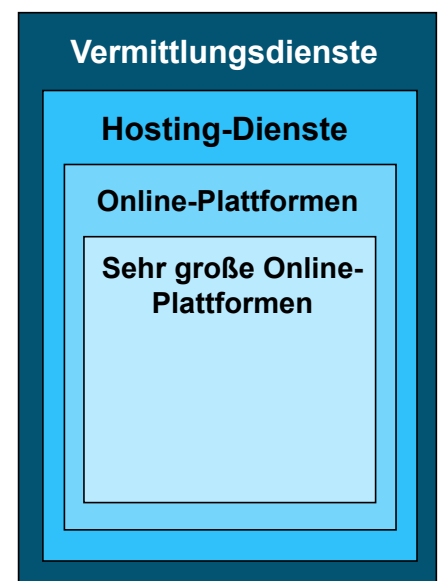 Vermittlungsdienste
Hosting-Dienste
Online-Plattformen
Sehr große Online-
Plattformen